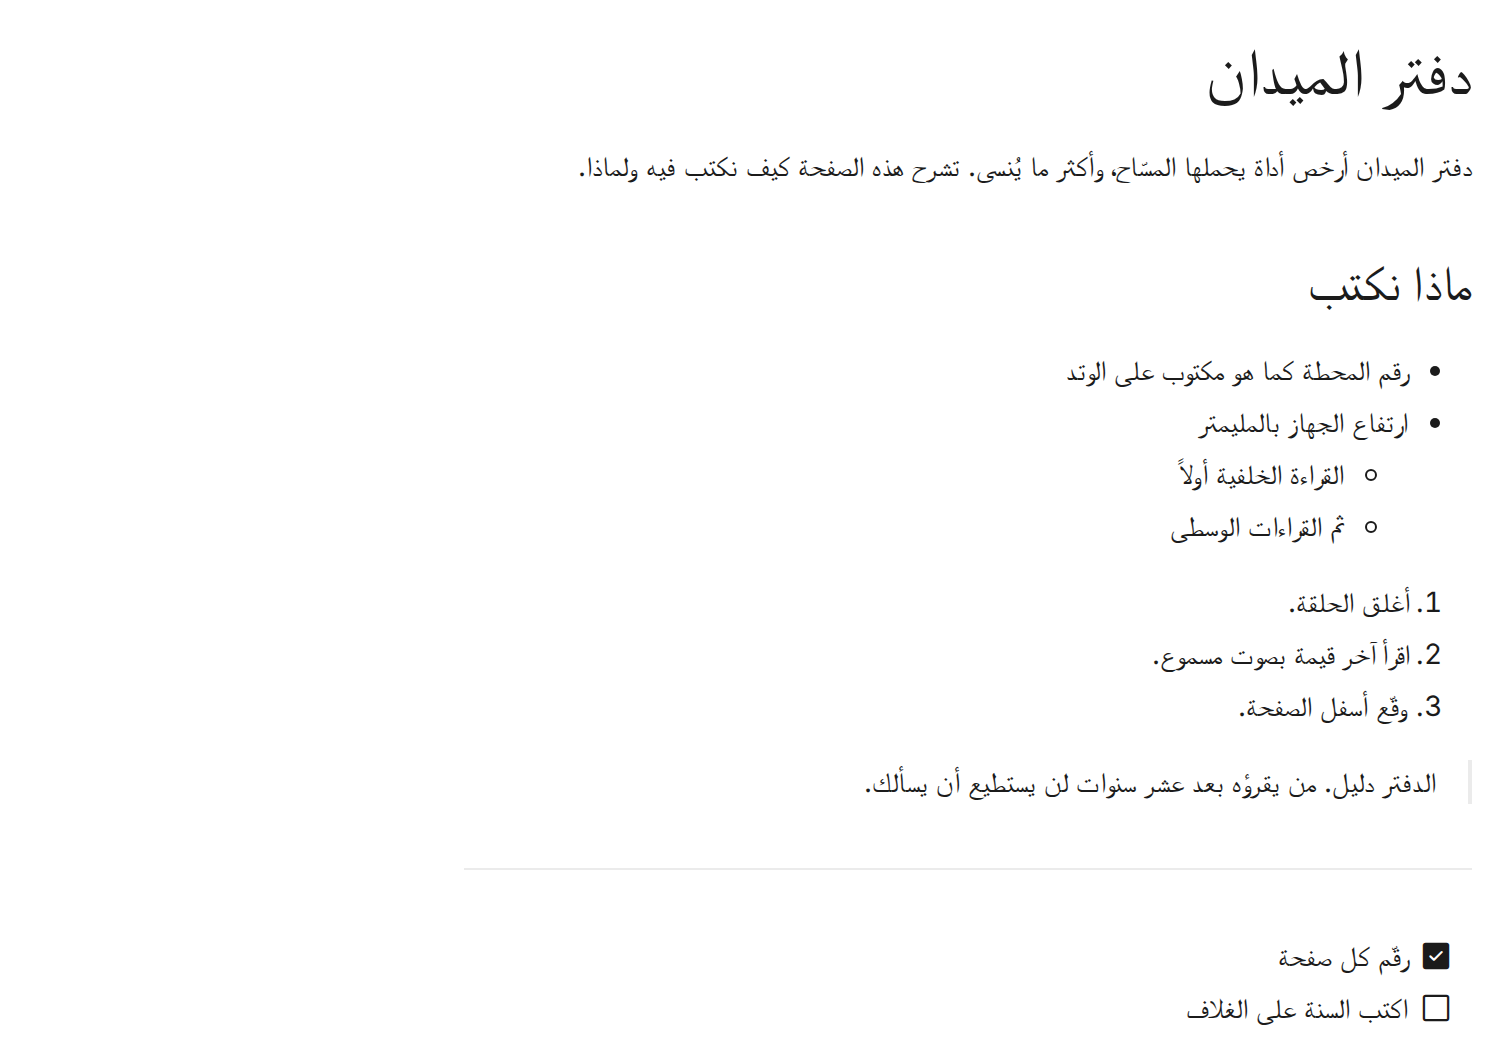 دفتر الميدان
دفتر الميدان أرخص أداة يحملها المسّاح، وأكثر ما يُنسى. تشرح هذه الصفحة كيف نكتب فيه ولماذا.
ماذا نكتب
• رقم المحطة كما هو مكتوب على الوتد
• ارتفاع الجهاز بالمليمتر
◦ القراءة الخلفية أولاً
◦ ثم القراءات الوسطى
1. أغلق الحلقة.
2. اقرأ آخر قيمة بصوت مسموع.
3. وقّع أسفل الصفحة.
الدفتر دليل. من يقرؤه بعد عشر سنوات لن يستطيع أن يسألك.
رقّم كل صفحة
اكتب السنة على الغلاف